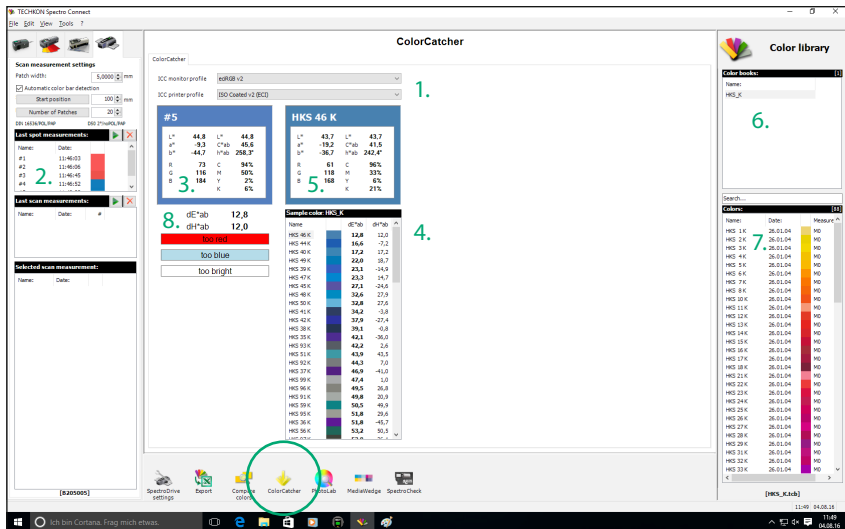 TECHKON Spectro Connect
File Edit View Tools ?
Scan measurement settings
Patch width: 5,0000 mm
Automatic color bar detection
Start position 100 mm
Number of Patches 20
DIN 16536/POL/PAP
Last spot measurements:
Name: Date:
#1 11:46:03
#2 11:46:06
#3 11:46:45
#4 11:46:52
2.
Last scan measurements:
Name: Date: #
Selected scan measurement:
Name: Date:
[B205005]
ColorCatcher
ColorCatcher
ICC monitor profile
ICC printer profile ISO Coated v2 (ECI)
1.
#5
L* 44,8 L* 44,8
a* -9,3 C*ab 45,6
b* -44,7 h*ab 258,3°
R 73 C 94%
G 116 M 50%
B 184 Y 2%
K 6%
3.
HKS 46 K
L* 43,7 L* 43,7
a* -19,2 C*ab 41,5
b* -36,7 h*ab 242,4°
R 61 C 96%
G 118 M 33%
B 168 Y 6%
K 21%
5.
8.
dE*ab 12,8
dH*ab 12,0
too red
too blue
too bright
4.
Sample color: HKS_K
Name dE*ab dH*ab
HKS 46 K 12,8 12,0
HKS 44 K 16,6 -7,2
HKS 40 K 17,2 17,2
HKS 49 K 22,0 18,7
HKS 39 K 23,1 -14,9
HKS 47 K 23,3 14,7
HKS 45 K 27,1 -24,6
HKS 48 K 32,6 27,9
HKS 50 K 32,8 27,6
HKS 41 K 34,2 -3,8
HKS 42 K 37,9 -27,4
HKS 38 K 39,1 -0,8
HKS 35 K 42,1 -36,0
HKS 93 K 42,2 2,6
HKS 51 K 43,9 43,5
HKS 92 K 44,3 7,0
HKS 37 K 46,9 -41,0
HKS 99 K 47,4 1,0
HKS 96 K 49,5 26,8
HKS 91 K 49,8 20,9
HKS 59 K 50,5 49,9
HKS 95 K 51,8 29,6
HKS 36 K 51,8 -45,7
HKS 56 K 53,2 50,5
SpectroDrive settings
Export
Compare colors
ColorCatcher
PhotoLab
MediaWedge
SpectroCheck
Color library
Color books: [1]
Name:
HKS_K
6.
Search...
Colors: [88]
Name: Date: Measure
HKS 1 K 26.01.04 M0
HKS 2 K 26.01.04 M0
HKS 3 K 26.01.04 M0
HKS 4 K 26.01.04 M0
HKS 5 K 26.01.04 M0
HKS 6 K 26.01.04 M0
HKS 7 K 26.01.04 M0
HKS 8 K 26.01.04 M0
HKS 10 K 26.01.04 M0
HKS 11 K 26.01.04 M0
HKS 12 K 26.01.04 M0
HKS 13 K 26.01.04 M0
HKS 14 K 26.01.04 M0
HKS 15 K 26.01.04 M0
HKS 16 K 26.01.04 M0
HKS 17 K 26.01.04 M0
HKS 18 K 26.01.04 M0
HKS 21 K 26.01.04 M0
HKS 22 K 26.01.04 M0
HKS 23 K 26.01.04 M0
HKS 24 K 26.01.04 M0
HKS 25 K 26.01.04 M0
HKS 26 K 26.01.04 M0
HKS 27 K 26.01.04 M0
HKS 28 K 26.01.04 M0
HKS 29 K 26.01.04 M0
HKS 31 K 26.01.04 M0
HKS 32 K 26.01.04 M0
HKS 33 K 26.01.04 M0
7.
[HKS_K.lcb]
11:49 04.08.16
Ich bin Cortana. Frag mich etwas.
11:49
04.08.16